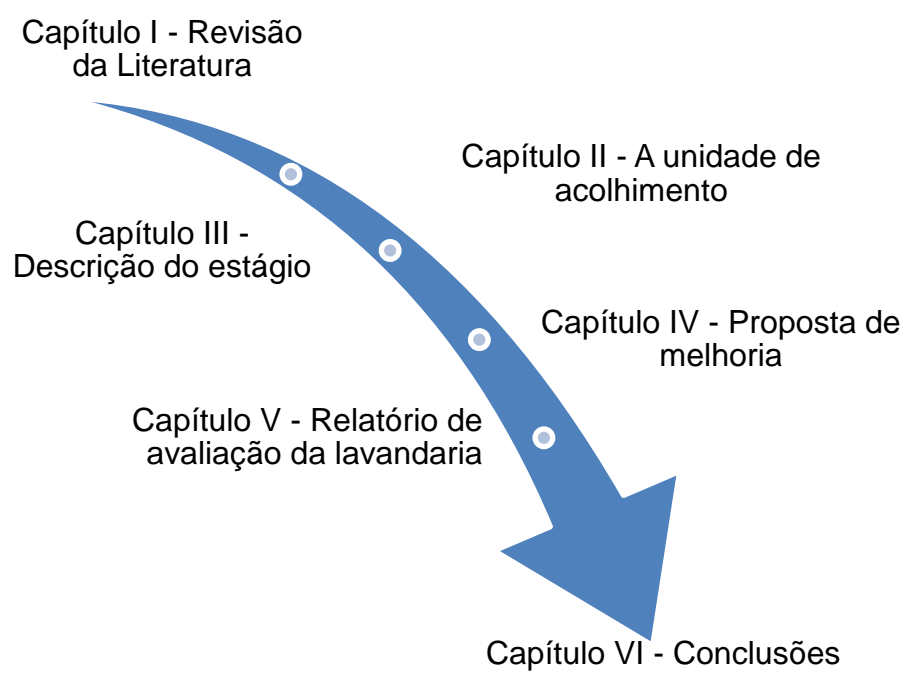 Capítulo I - Revisão
da Literatura
Capítulo II - A unidade de
acolhimento
Capítulo III -
Descrição do estágio
Capítulo IV - Proposta de
melhoria
Capítulo V - Relatório de
avaliação da lavandaria
Capítulo VI - Conclusões